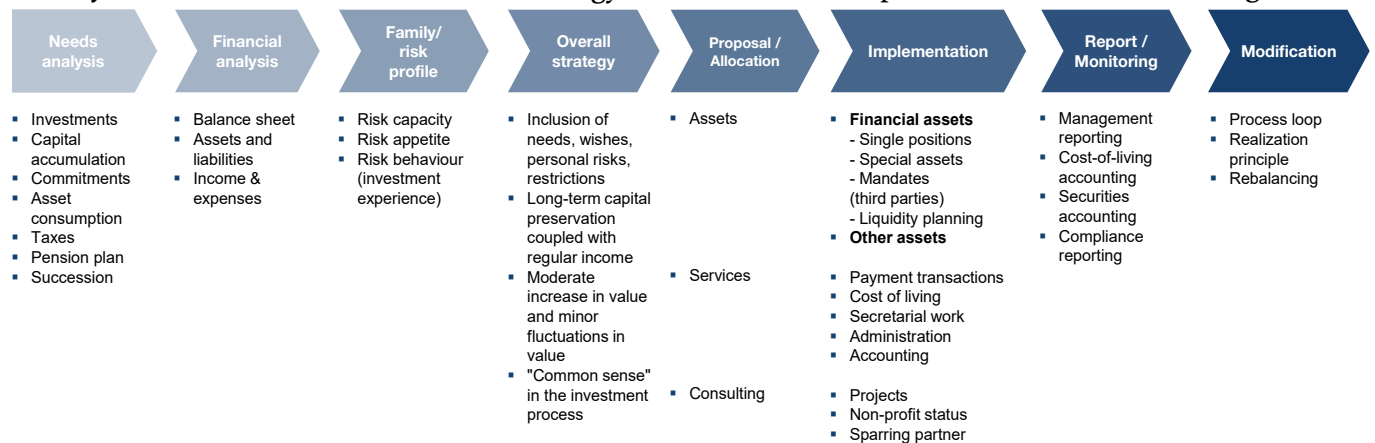 Needs
analysis
Financial
analysis
Family/
risk
profile
Overall
strategy
Proposal /
Allocation
Implementation
Report /
Monitoring
Modification
▪ Investments
▪ Capital
accumulation
▪ Commitments
▪ Asset
consumption
▪ Taxes
▪ Pension plan
▪ Succession
▪ Balance sheet
▪ Assets and
liabilities
▪ Income &
expenses
▪ Risk capacity
▪ Risk appetite
▪ Risk behaviour
(investment
experience)
▪ Inclusion of
needs, wishes,
personal risks,
restrictions
▪ Long-term capital
preservation
coupled with
regular income
▪ Moderate
increase in value
and minor
fluctuations in
value
▪ "Common sense"
in the investment
process
▪ Assets
▪ Services
▪ Consulting
▪ Financial assets
- Single positions
- Special assets
- Mandates
(third parties)
- Liquidity planning
▪ Other assets
▪ Payment transactions
▪ Cost of living
▪ Secretarial work
▪ Administration
▪ Accounting
▪ Projects
▪ Non-profit status
▪ Sparring partner
▪ Management
reporting
▪ Cost-of-living
accounting
▪ Securities
accounting
▪ Compliance
reporting
▪ Process loop
▪ Realization
principle
▪ Rebalancing